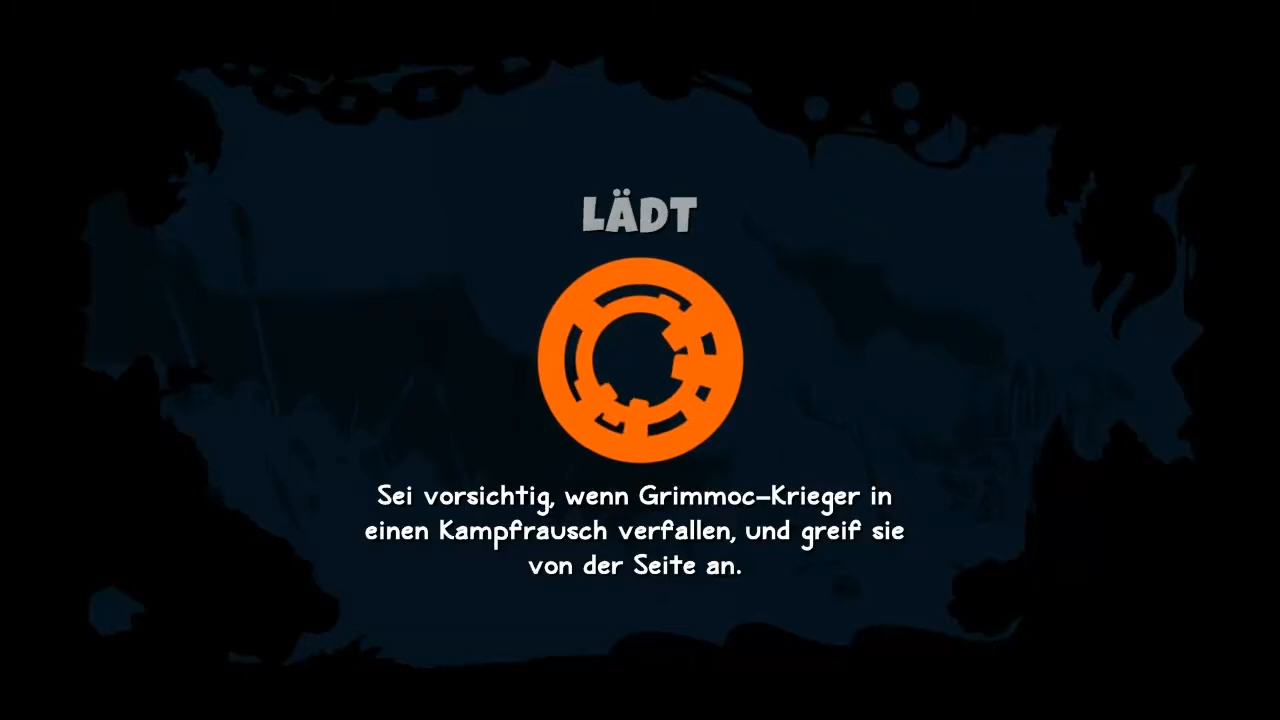 LÄDT
Sei vorsichtig, wenn Grimmoc-Krieger in
einen Kampfrausch verfallen, und greif sie
von der Seite an.